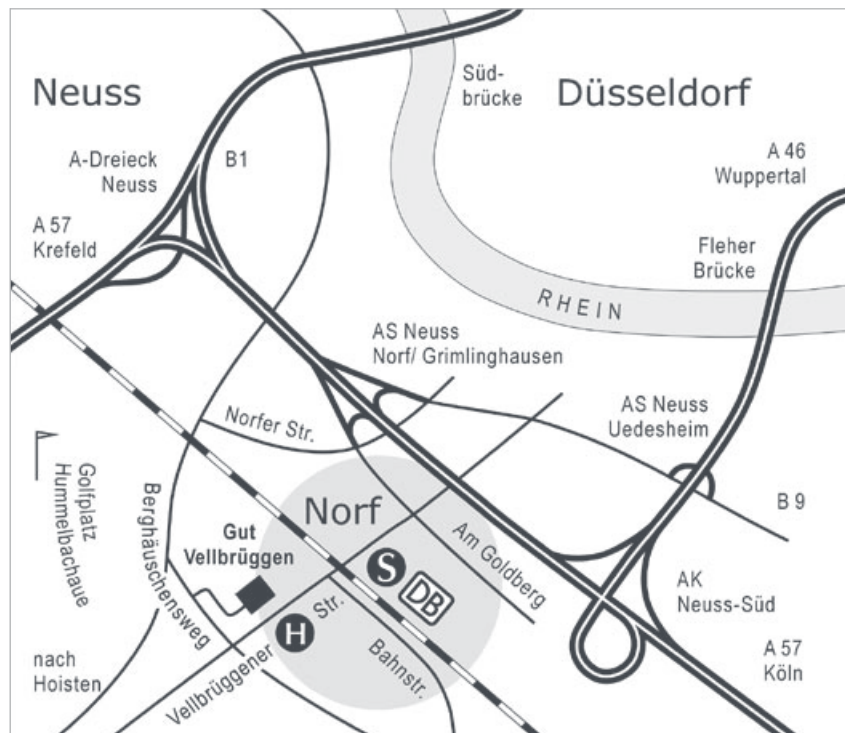 Neuss
Düsseldorf
Süd-
brücke
A-Dreieck
Neuss
B1
A 46
Wuppertal
A 57
Krefeld
Fleher
Brücke
RHEIN
AS Neuss
Norf/ Grimlinghausen
AS Neuss
Uedesheim
Norfer Str.
Golfplatz
Hummelbachaue
Berghäuschensweg
Norf
Gut
Vellbrüggen
B 9
Am Goldberg
S
DB
AK
Neuss-Süd
H
Vellbrüggener Str.
Bahnstr.
nach
Hoisten
A 57
Köln